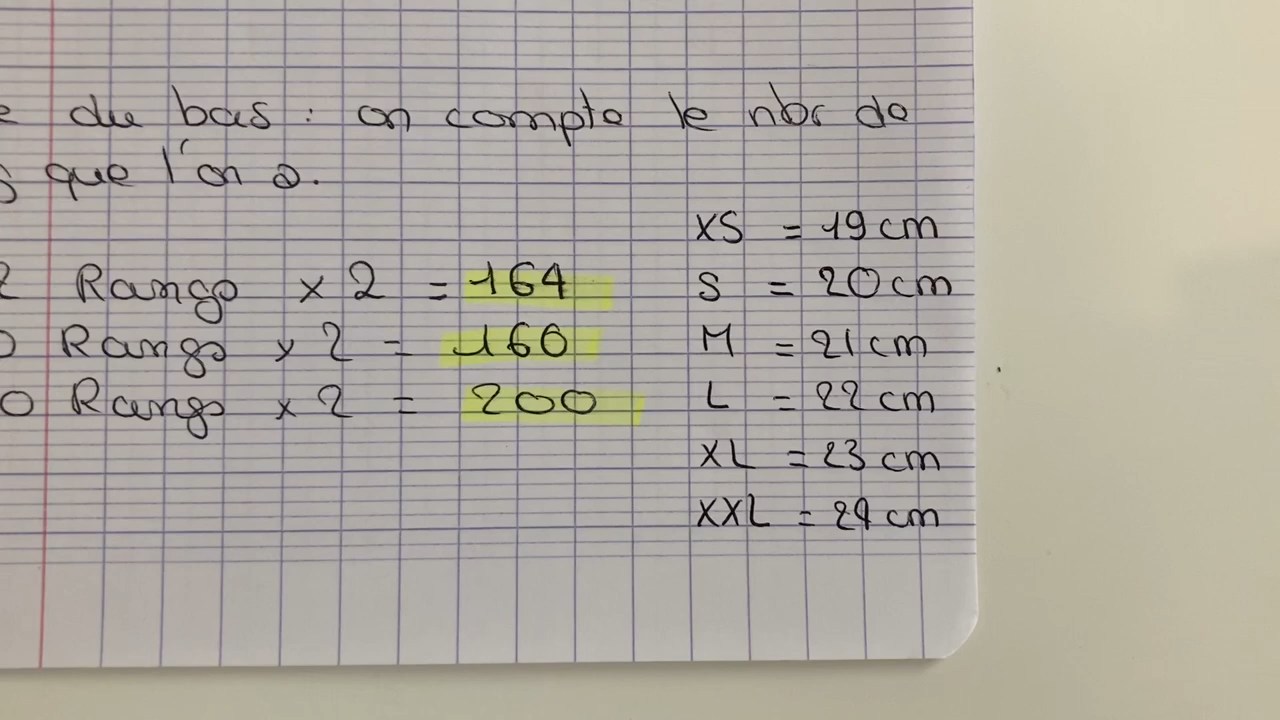 du bas : on compte le nbr de
que l'on a.
XS = 19 cm
Rangs x 2 = 164
S = 20 cm
Rangs x 2 = 160
M = 21 cm
Rangs x 2 = 200
L = 22 cm
XL = 23 cm
XXL = 24 cm